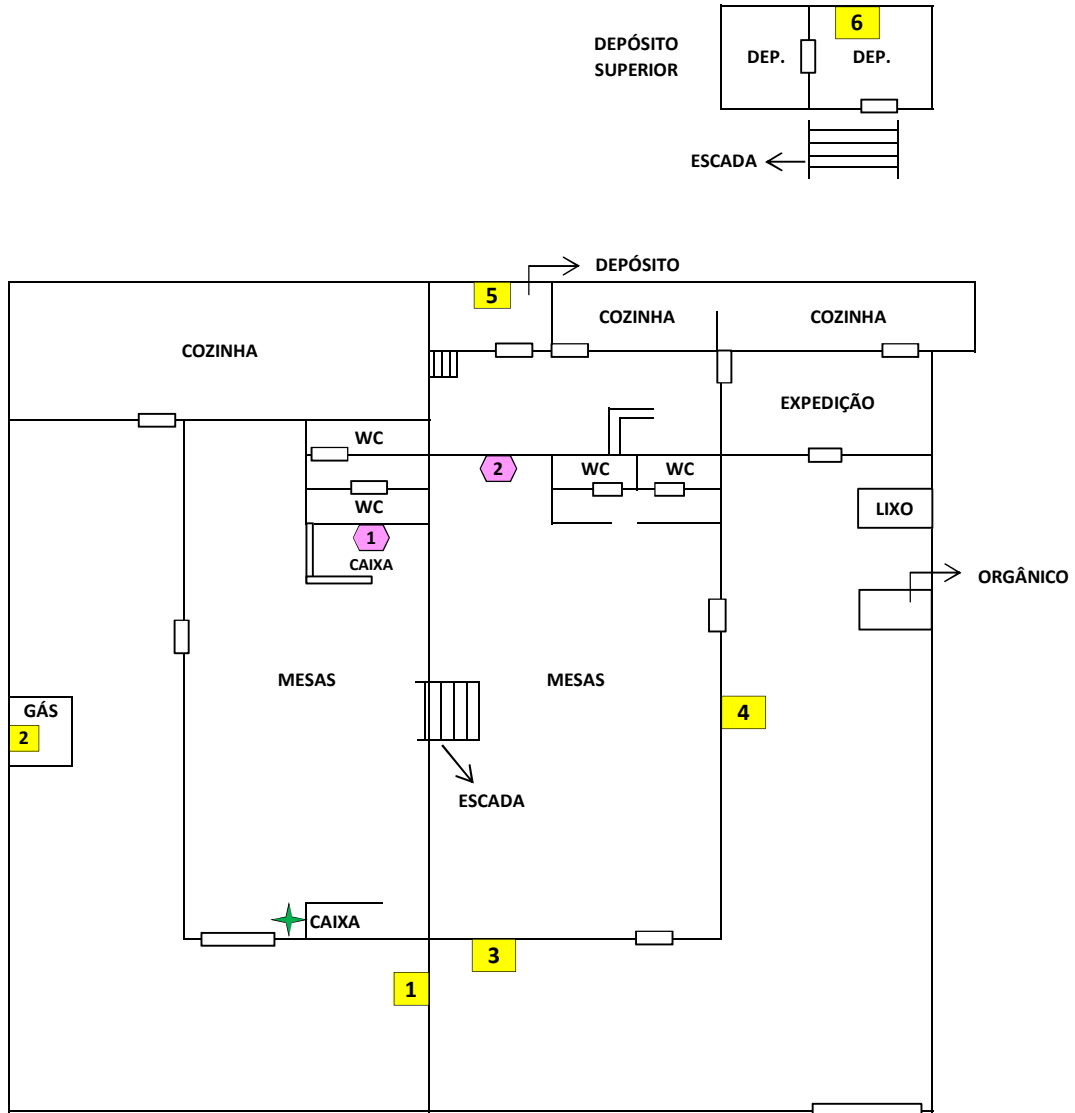 6
DEPÓSITO
SUPERIOR
DEP.
DEP.
ESCADA
DEPÓSITO
5
COZINHA
COZINHA
COZINHA
EXPEDIÇÃO
WC
2
WC
WC
WC
LIXO
1
CAIXA
ORGÂNICO
MESAS
MESAS
GÁS
2
4
ESCADA
CAIXA
3
1